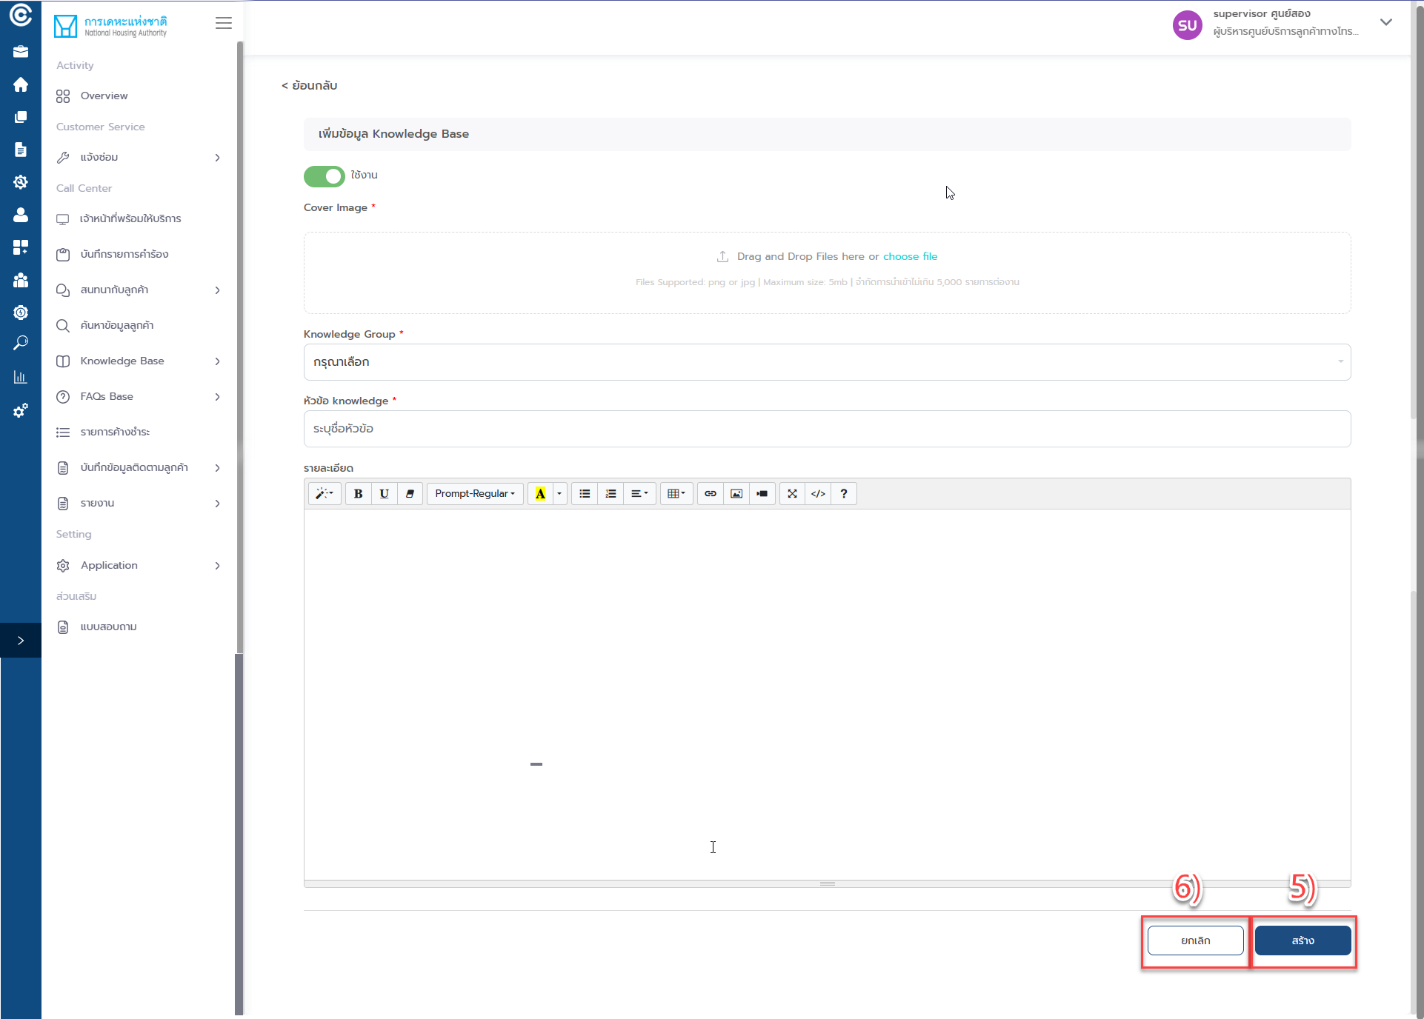 การเคหะแห่งชาติ
National Housing Authority
Activity
Overview
Customer Service
แจ้งซ่อม
Call Center
เจ้าหน้าที่พร้อมให้บริการ
บันทึกรายการคำร้อง
สนทนากับลูกค้า
ค้นหาข้อมูลลูกค้า
Knowledge Base
FAQs Base
รายการค้างชำระ
บันทึกข้อมูลติดตามลูกค้า
รายงาน
Setting
Application
ส่วนเสริม
แบบสอบถาม
SU
supervisor ศูนย์สอง
ผู้บริหารศูนย์บริการลูกค้าทางโทร...
< ย้อนกลับ
เพิ่มข้อมูล Knowledge Base
ใช้งาน
Cover Image *
Drag and Drop Files here or choose file
Files Supported: png or jpg | Maximum size: 5mb | จำกัดการนำเข้าไม่เกิน 5,000 รายการต่องาน
Knowledge Group *
กรุณาเลือก
หัวข้อ knowledge *
ระบุชื่อหัวข้อ
รายละเอียด
B U Prompt-Regular A </> ?
6) 5)
ยกเลิก สร้าง